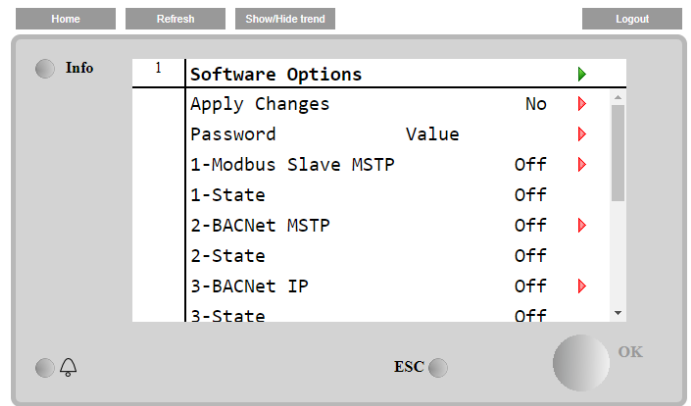 Home Refresh Show/Hide trend Logout
Info
1 Software Options
Apply Changes No
Password Value
1-Modbus Slave MSTP Off
1-State Off
2-BACNet MSTP Off
2-State Off
3-BACNet IP Off
3-State Off
ESC OK